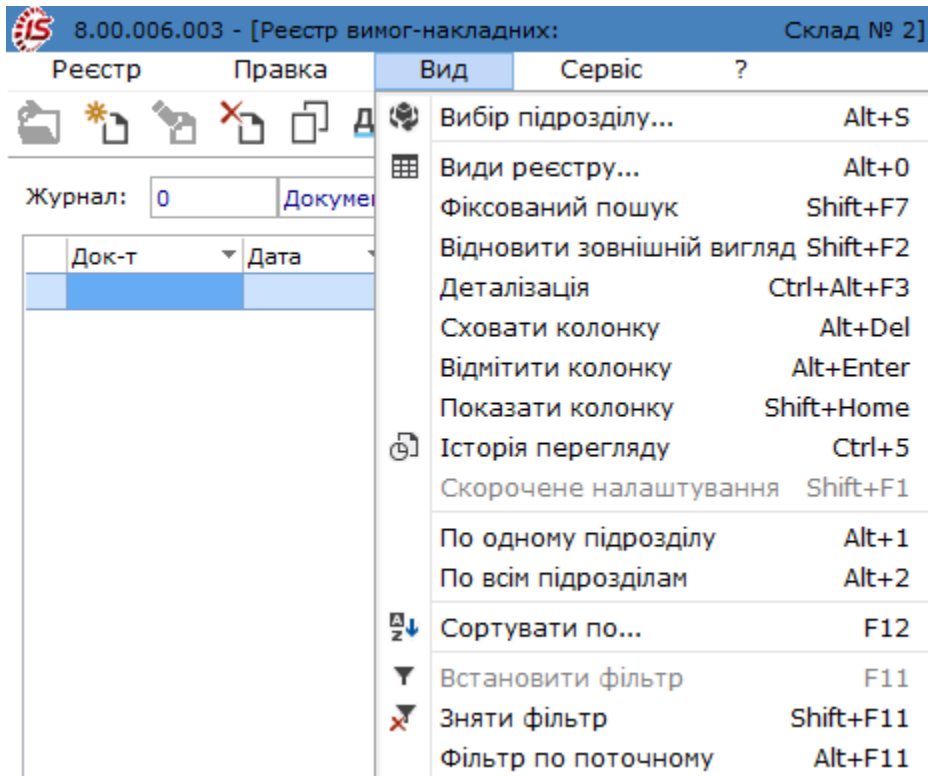 8.00.006.003 - [Реєстр вимог-накладних: Склад № 2]
Реєстр Правка Вид Сервіс ?
Вибір підрозділу... Alt+S
Види реєстру... Alt+0
Журнал: 0
Фіксований пошук Shift+F7
Відновити зовнішній вигляд Shift+F2
Док-т Дата
Деталізація Ctrl+Alt+F3
Сховати колонку Alt+Del
Відмітити колонку Alt+Enter
Показати колонку Shift+Home
Історія перегляду Ctrl+5
Скорочене налаштування Shift+F1
По одному підрозділу Alt+1
По всім підрозділам Alt+2
Сортувати по... F12
Встановити фільтр F11
Зняти фільтр Shift+F11
Фільтр по поточному Alt+F11